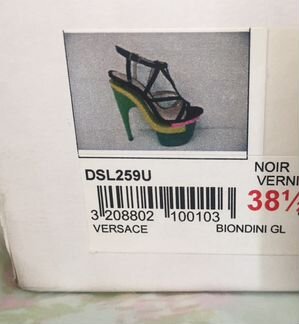 DSL259U
NOIR
VERNI
3 208802 100103
38½
VERSACE BIONDINI GL